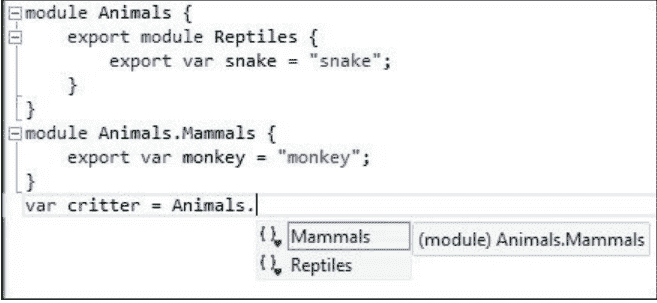 module Animals {
    export module Reptiles {
        export var snake = "snake";
    }
}
module Animals.Mammals {
    export var monkey = "monkey";
}
var critter = Animals.
{} Mammals (module) Animals.Mammals
{} Reptiles